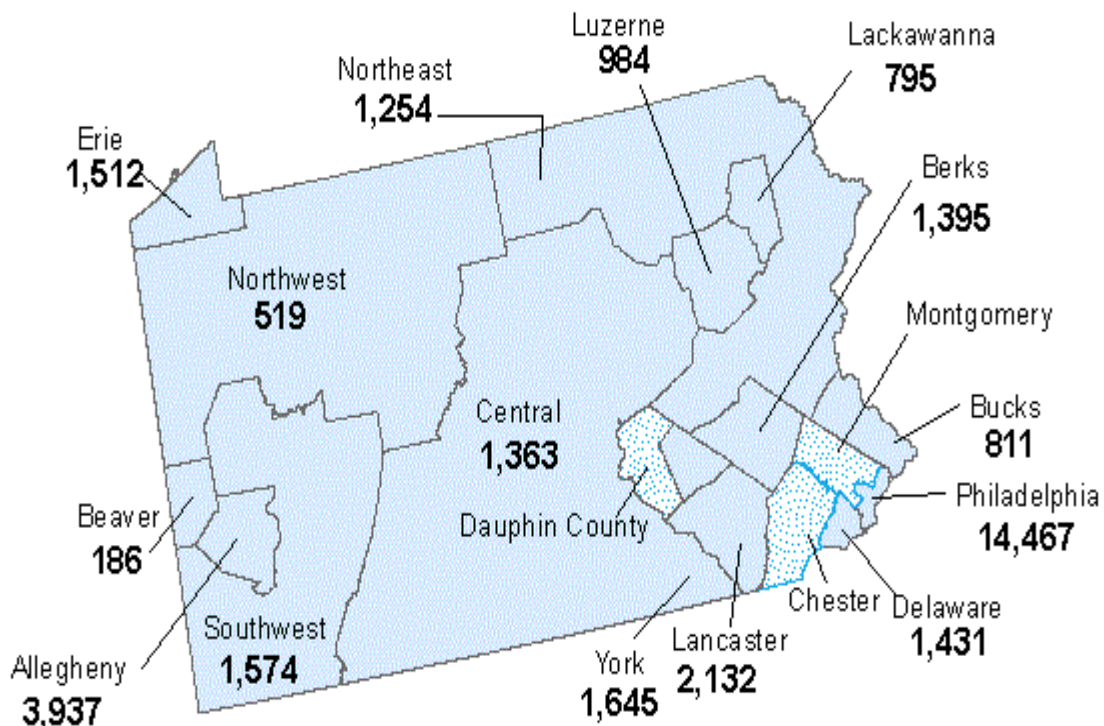 Luzerne
984
Lackawanna
795
Northeast
1,254
Erie
1,512
Berks
1,395
Northwest
519
Montgomery
Central
1,363
Bucks
811
Philadelphia
14,467
Beaver
186
Dauphin County
Chester
Delaware
1,431
Southwest
1,574
Allegheny
3,937
York
1,645
Lancaster
2,132